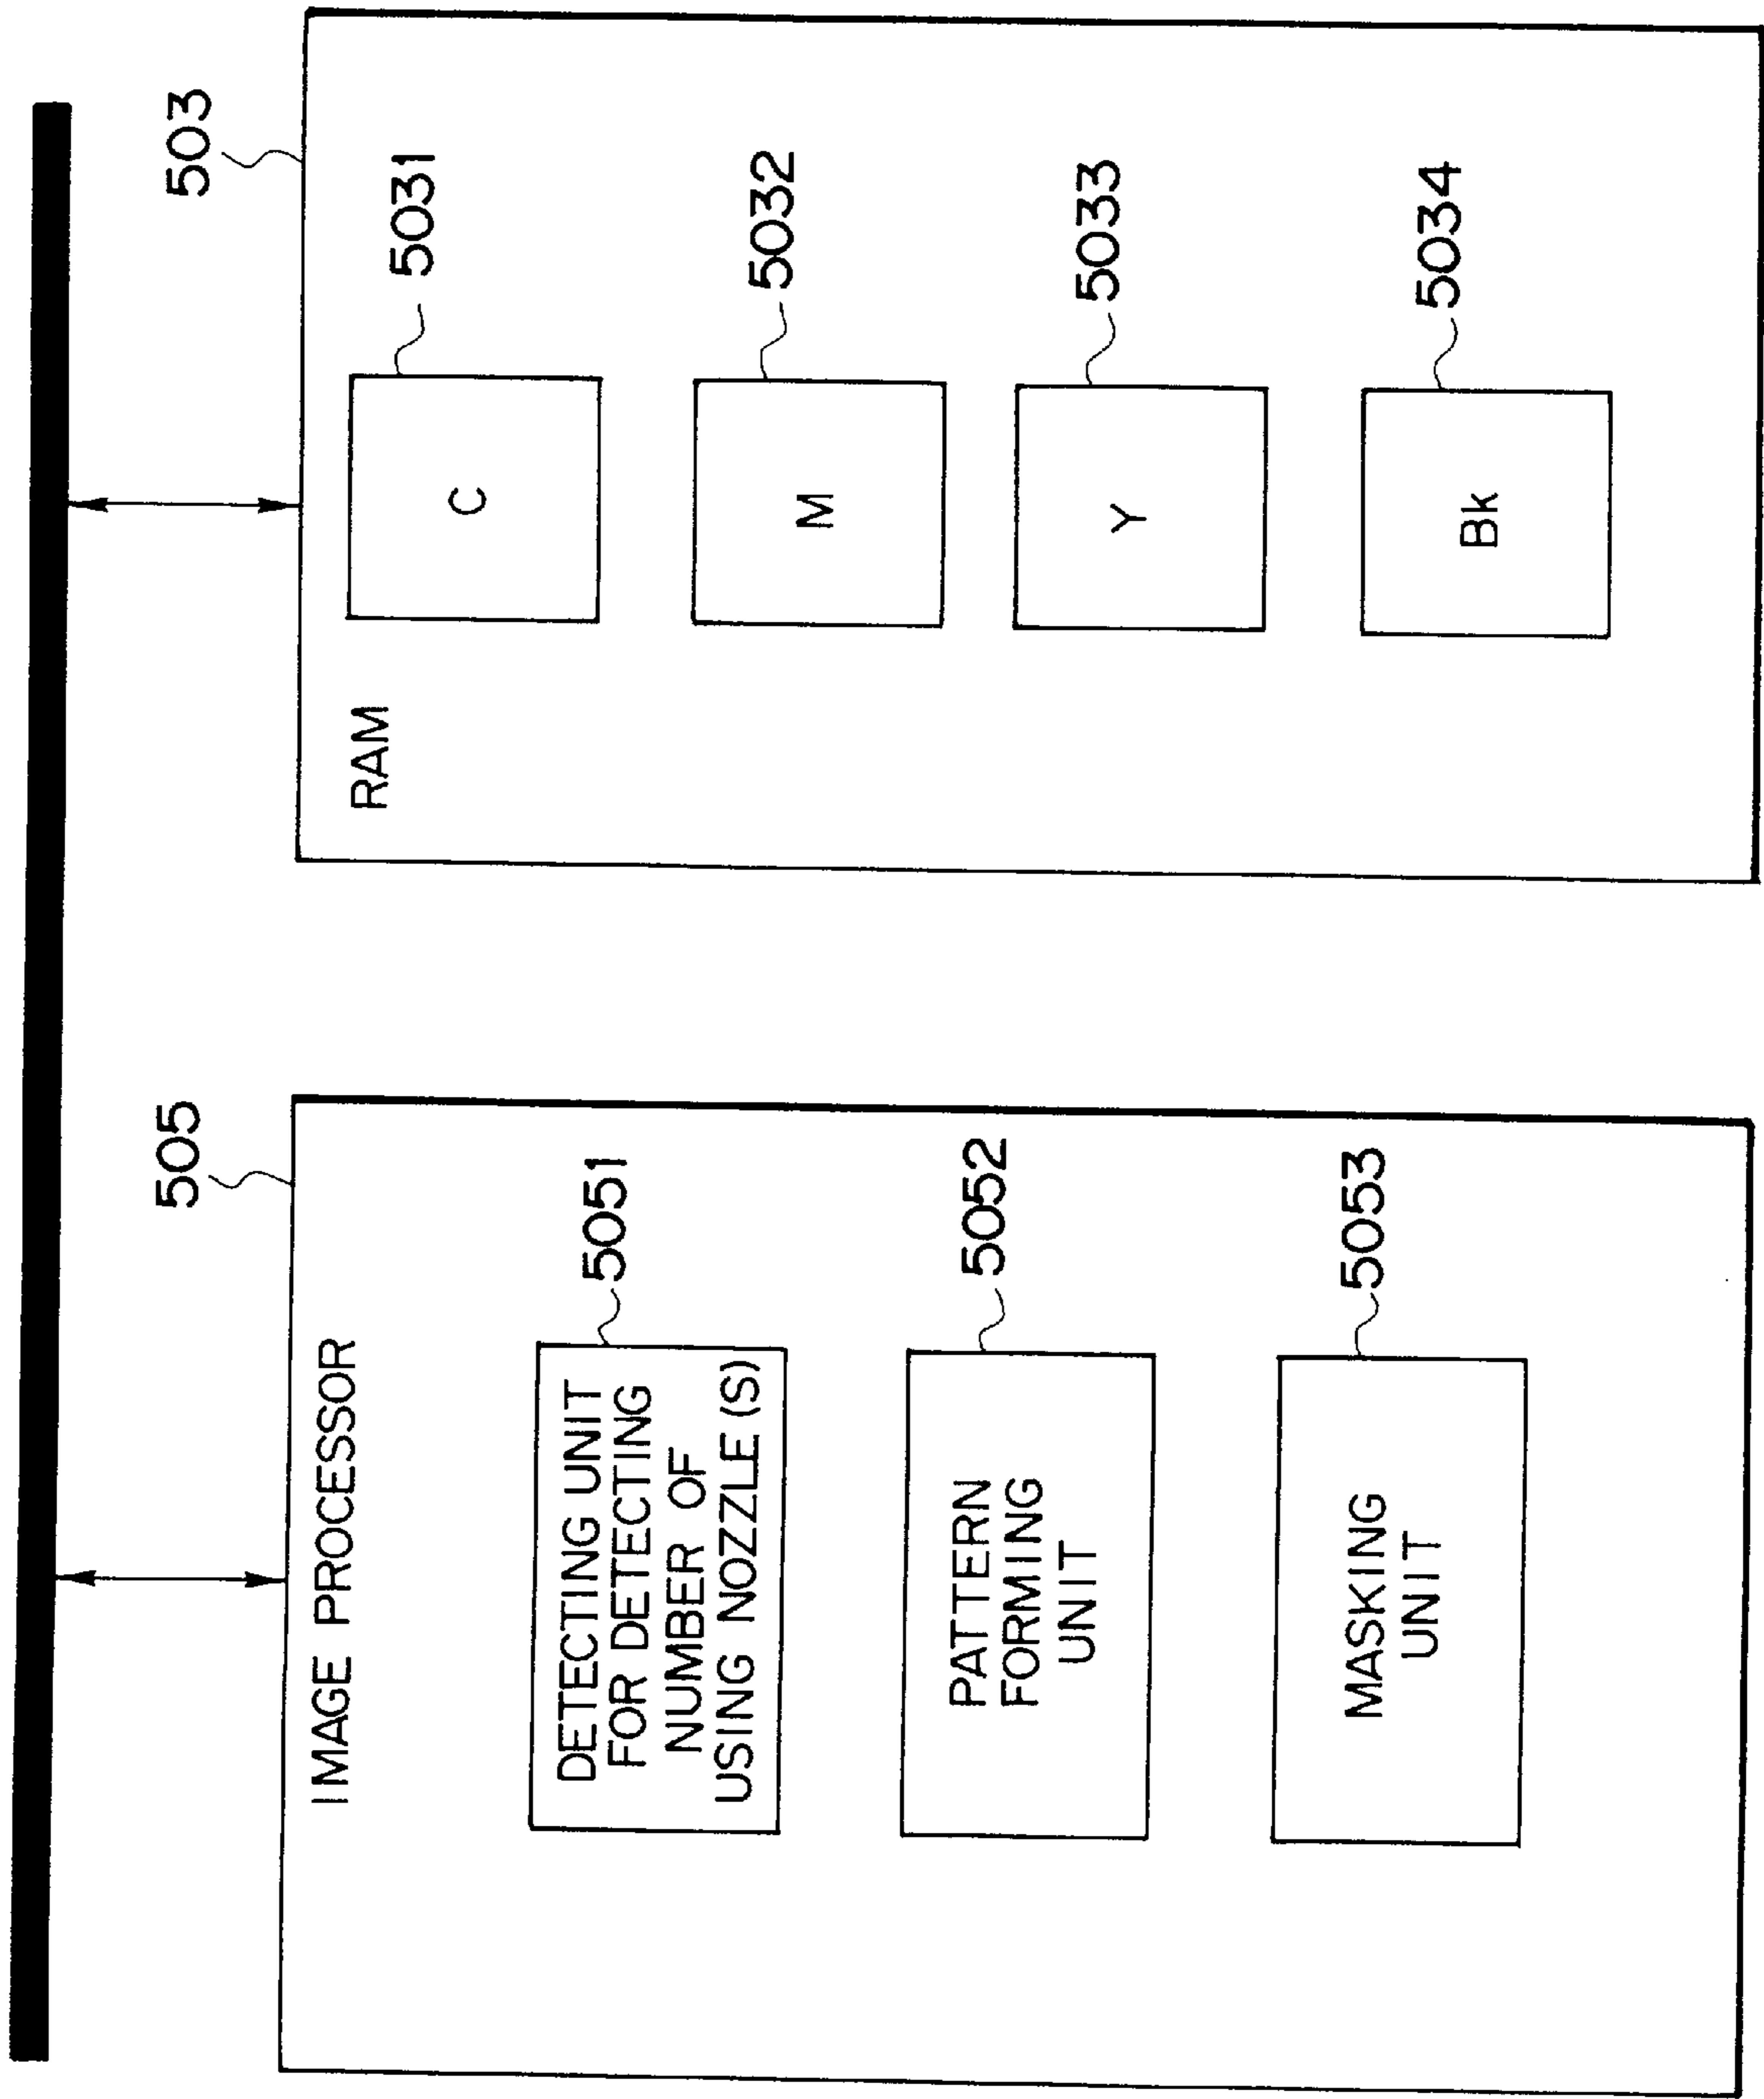 505
IMAGE PROCESSOR
DETECTING UNIT
FOR DETECTING
NUMBER OF
USING NOZZLE (S)
5051
PATTERN
FORMING
UNIT
5052
MASKING
UNIT
5053
503
RAM
C
5031
M
5032
Y
5033
Bk
5034